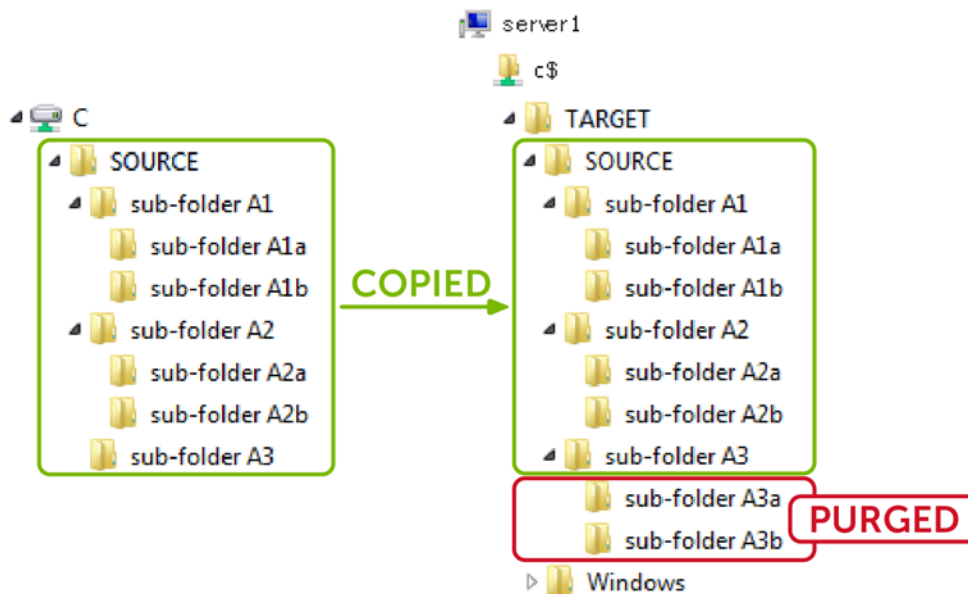 server1
c$
C
SOURCE
sub-folder A1
sub-folder A1a
sub-folder A1b
sub-folder A2
sub-folder A2a
sub-folder A2b
sub-folder A3
COPIED
TARGET
SOURCE
sub-folder A1
sub-folder A1a
sub-folder A1b
sub-folder A2
sub-folder A2a
sub-folder A2b
sub-folder A3
sub-folder A3a
sub-folder A3b
PURGED
Windows